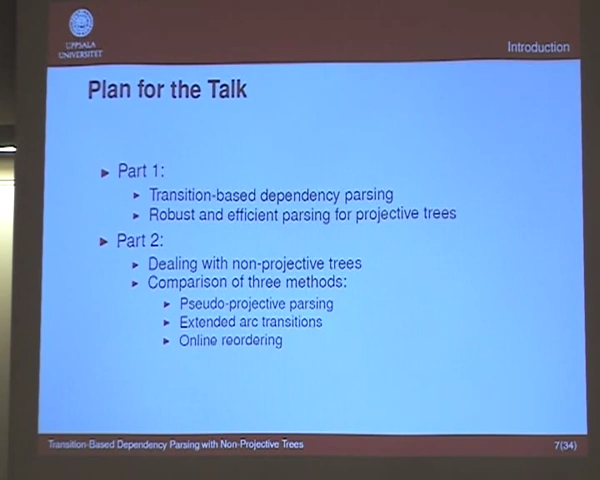 UPPSALA
UNIVERSITET
Introduction
Plan for the Talk
Part 1:
Transition-based dependency parsing
Robust and efficient parsing for projective trees
Part 2:
Dealing with non-projective trees
Comparison of three methods:
Pseudo-projective parsing
Extended arc transitions
Online reordering
Transition-Based Dependency Parsing with Non-Projective Trees
7(34)